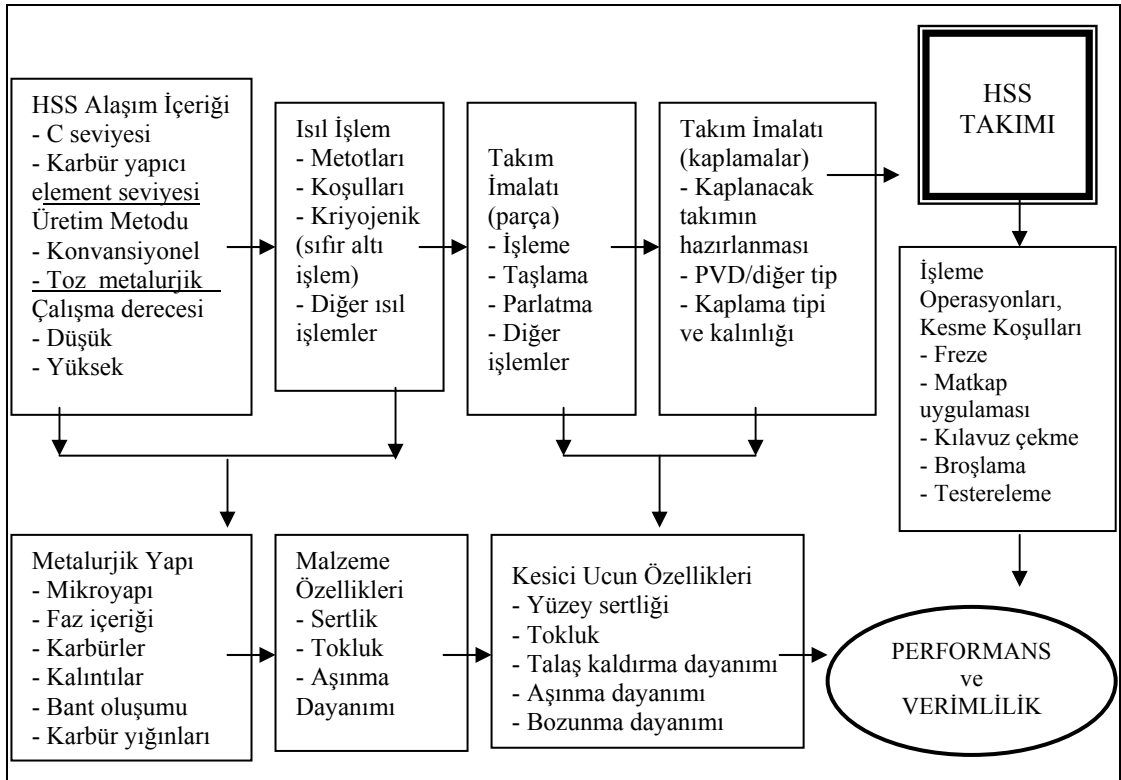 HSS Alaşım İçeriği
- C seviyesi
- Karbür yapıcı
element seviyesi
Üretim Metodu
- Konvansiyonel
- Toz metalurjik
Çalışma derecesi
- Düşük
- Yüksek
Isıl İşlem
- Metotları
- Koşulları
- Kriyojenik
(sıfır altı
işlem)
- Diğer ısıl
işlemler
Takım
İmalatı
(parça)
- İşleme
- Taşlama
- Parlatma
- Diğer
işlemler
Takım İmalatı
(kaplamalar)
- Kaplanacak
takımın
hazırlanması
- PVD/diğer tip
- Kaplama tipi
ve kalınlığı
HSS
TAKIMI
İşleme
Operasyonları,
Kesme Koşulları
- Freze
- Matkap
uygulaması
- Kılavuz çekme
- Broşlama
- Testereleme
Metalurjik Yapı
- Mikroyapı
- Faz içeriği
- Karbürler
- Kalıntılar
- Bant oluşumu
- Karbür yığınları
Malzeme
Özellikleri
- Sertlik
- Tokluk
- Aşınma
Dayanımı
Kesici Ucun Özellikleri
- Yüzey sertliği
- Tokluk
- Talaş kaldırma dayanımı
- Aşınma dayanımı
- Bozunma dayanımı
PERFORMANS
ve
VERİMLİLİK